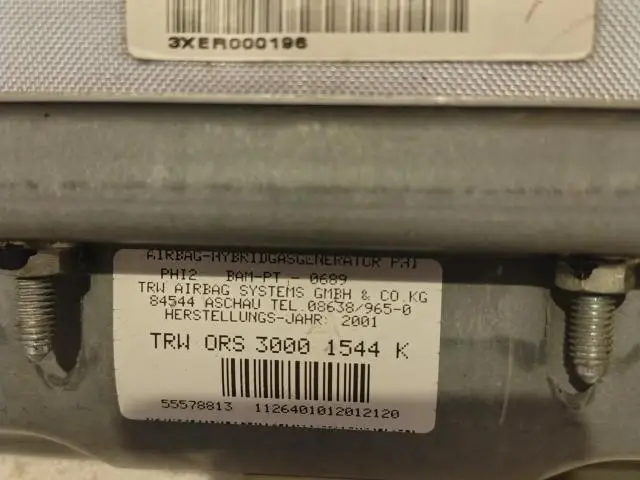 3XER000196
AIRBAG-HYBRIDGASGENERATOR PHI
PHI2 BAM-PT - 0689
TRW AIRBAG SYSTEMS GMBH & CO.KG
84544 ASCHAU TEL.08638/965-0
HERSTELLUNGS-JAHR: 2001
TRW ORS 3000 1544 K
55578813 1126401012012120